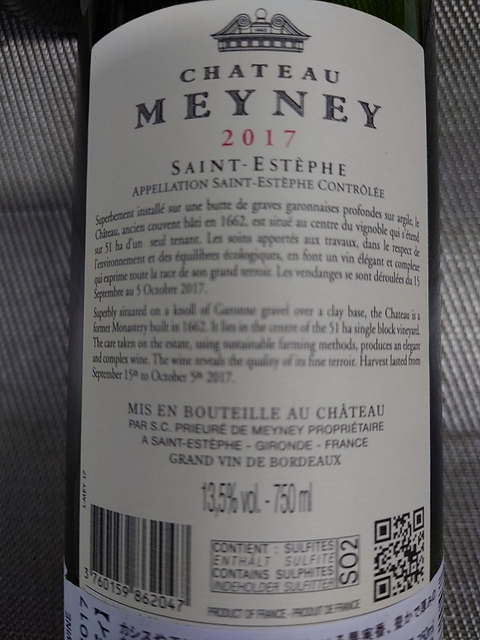 CHATEAU
MEYNEY
2017
SAINT-ESTÈPHE
APPELLATION SAINT-ESTÈPHE CONTRÔLÉE
Superbement installé sur une butte de graves garonnaises profondes sur argile, le
Château, ancien couvent bâti en 1662, est situé au centre du vignoble qui s'étend
sur 51 ha d'un seul tenant. Les soins apportés aux travaux, dans le respect de
l'environnement et des équilibres écologiques, en font un vin élégant et complexe
qui exprime toute la race de son grand terroir. Les vendanges se sont déroulées du 15
Septembre au 5 Octobre 2017.
Superbly situated on a knoll of Garonne gravel over a clay base, the Chateau is a
former Monastery built in 1662. It lies in the centre of the 51 ha single block vineyard.
The care taken on the estate, using sustainable farming methods, produces an elegant
and complex wine. The wine reveals the quality of its fine terroir. Harvest lasted from
September 15th to October 5th 2017.
MIS EN BOUTEILLE AU CHÂTEAU
PAR S.C. PRIEURÉ DE MEYNEY PROPRIÉTAIRE
A SAINT-ESTÈPHE - GIRONDE - FRANCE
GRAND VIN DE BORDEAUX
13,5% vol. - 750 ml
L-MEY 17
3 760159 862047
CONTIENT : SULFITES
ENTHALT SULFITE
CONTAINS SULPHITES
INDEHOLDER SULFITTER
SO2
PRODUCT OF FRANCE - PRODUIT DE FRANCE
2017